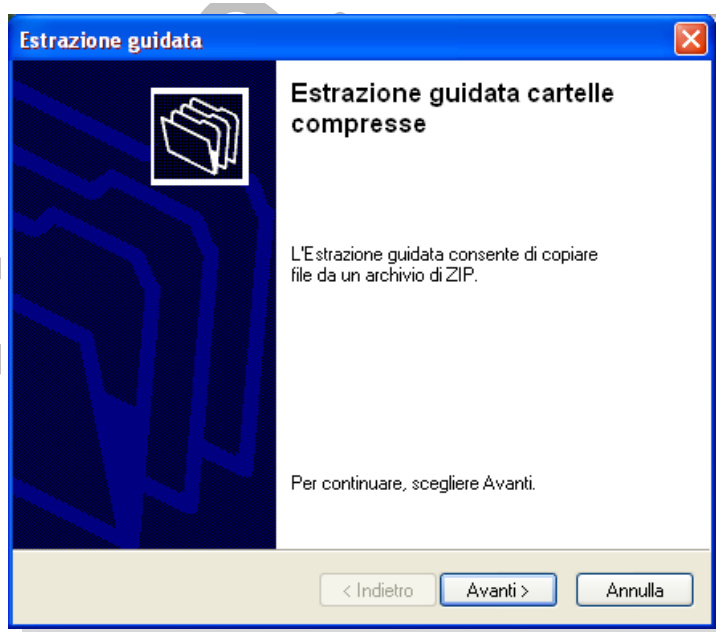 Estrazione guidata
Estrazione guidata cartelle
compresse
L'Estrazione guidata consente di copiare
file da un archivio di ZIP.
Per continuare, scegliere Avanti.
< Indietro
Avanti >
Annulla